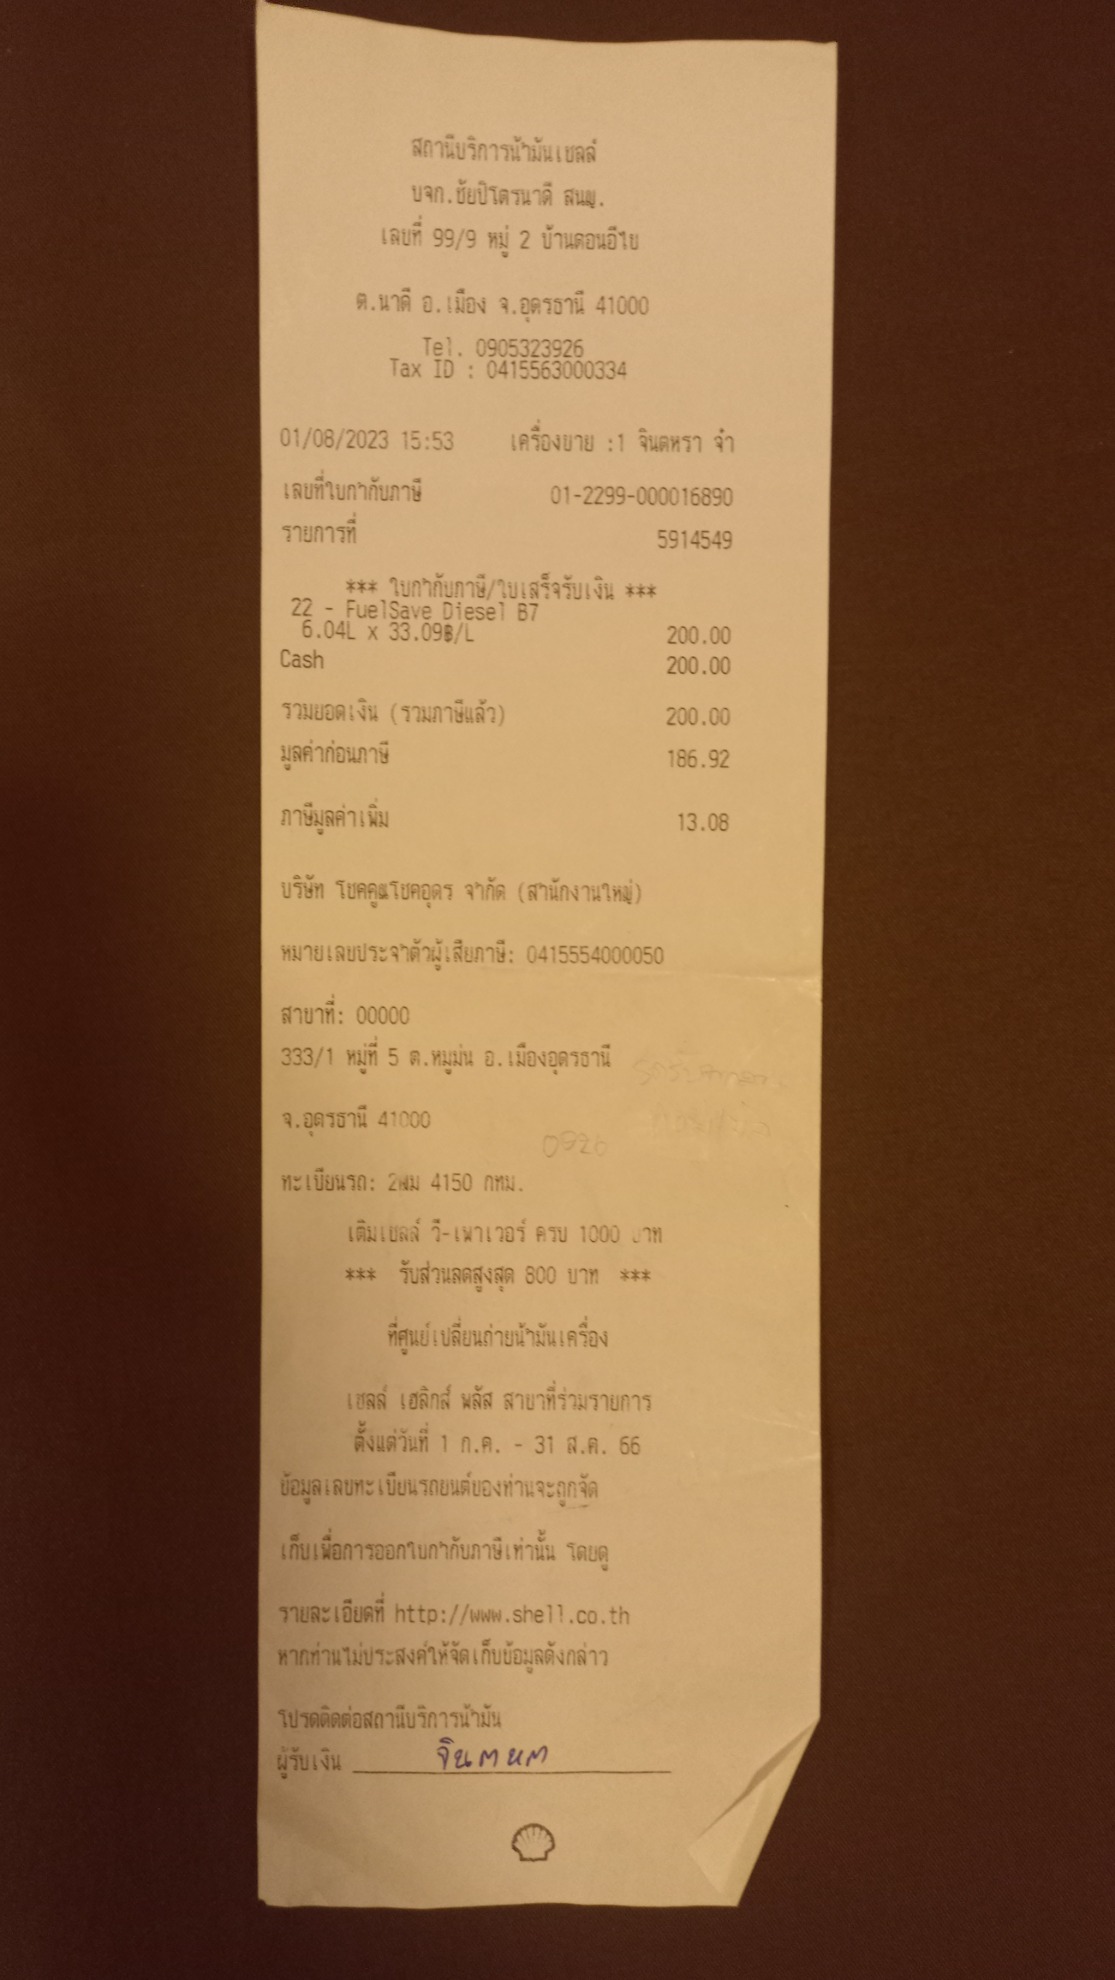 สถานีบริการน้ำมันเชลล์
บจก.ชัยปิโตรนาดี สนญ.
เลขที่ 99/9 หมู่ 2 บ้านดอนอีไข
ต.นาดี อ.เมือง จ.อุดรธานี 41000
Tel. 0905323926
Tax ID : 0415563000334
01/08/2023 15:53 เครื่องขาย :1 จินตหรา จำ
เลขที่ใบกำกับภาษี 01-2299-000016890
รายการที่ 5914549
*** ใบกำกับภาษี/ใบเสร็จรับเงิน ***
22 - FuelSave Diesel B7
6.04L x 33.09฿/L 200.00
Cash 200.00
รวมยอดเงิน (รวมภาษีแล้ว) 200.00
มูลค่าก่อนภาษี 186.92
ภาษีมูลค่าเพิ่ม 13.08
บริษัท โชคคูณโชคอุดร จำกัด (สำนักงานใหญ่)
หมายเลขประจำตัวผู้เสียภาษี: 0415554000050
สาขาที่: 00000
333/1 หมู่ที่ 5 ต.หมูม่น อ.เมืองอุดรธานี
จ.อุดรธานี 41000
0926
ทะเบียนรถ: 2ฒม 4150 กทม.
เติมเชลล์ วี-เพาเวอร์ ครบ 1000 บาท
*** รับส่วนลดสูงสุด 800 บาท ***
ที่ศูนย์เปลี่ยนถ่ายน้ำมันเครื่อง
เชลล์ เฮลิกส์ พลัส สาขาที่ร่วมรายการ
ตั้งแต่วันที่ 1 ก.ค. - 31 ส.ค. 66
ข้อมูลเลขทะเบียนรถยนต์ของท่านจะถูกจัด
เก็บเพื่อการออกใบกำกับภาษีเท่านั้น โดยดู
รายละเอียดที่ http://www.shell.co.th
หากท่านไม่ประสงค์ให้จัดเก็บข้อมูลดังกล่าว
โปรดติดต่อสถานีบริการน้ำมัน
ผู้รับเงิน จินตหรา